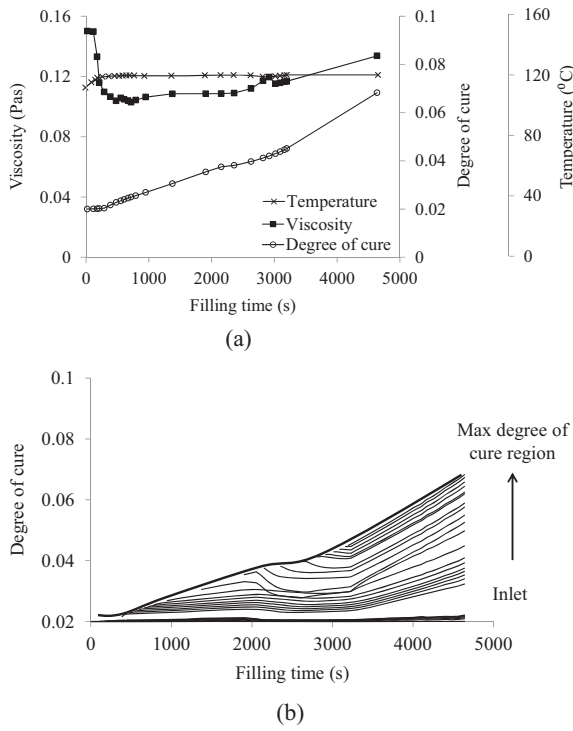 0.16
0.12
0.08
0.04
0
Viscosity (Pas)
0.1
0.08
0.06
0.04
0.02
0
Degree of cure
160
120
80
40
0
Temperature (⁰C)
Temperature
Viscosity
Degree of cure
0 1000 2000 3000 4000 5000
Filling time (s)
(a)
0.1
0.08
0.06
0.04
0.02
Degree of cure
Max degree of
cure region
Inlet
0 1000 2000 3000 4000 5000
Filling time (s)
(b)